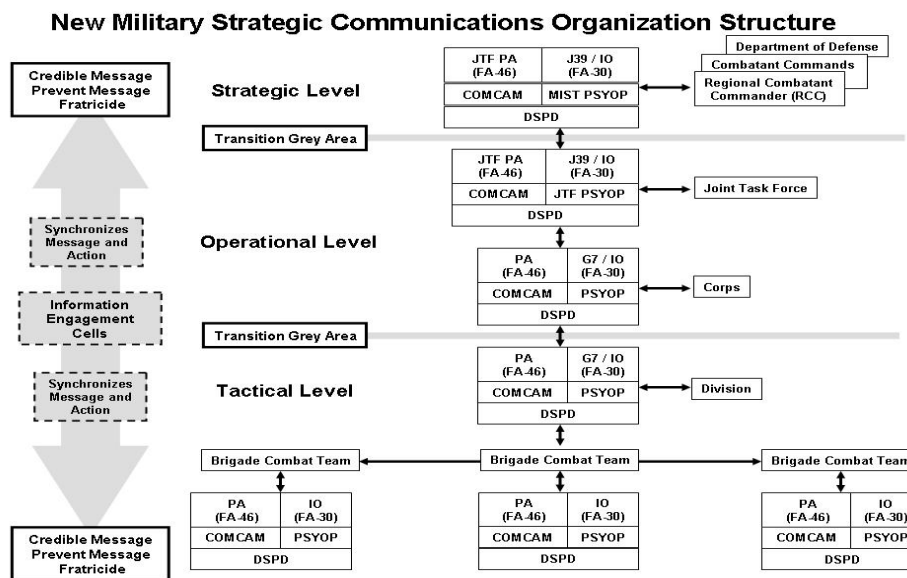 New Military Strategic Communications Organization Structure
Credible Message
Prevent Message
Fratricide
Strategic Level
JTF PA
(FA-46)
J39 / IO
(FA-30)
COMCAM
MIST PSYOP
DSPD
Department of Defense
Combatant Commands
Regional Combatant
Commander (RCC)
Transition Grey Area
JTF PA
(FA-46)
J39 / IO
(FA-30)
COMCAM
JTF PSYOP
DSPD
Joint Task Force
Synchronizes
Message and
Action
Operational Level
PA
(FA-46)
G7 / IO
(FA-30)
COMCAM
PSYOP
DSPD
Corps
Information
Engagement
Cells
Transition Grey Area
PA
(FA-46)
G7 / IO
(FA-30)
COMCAM
PSYOP
DSPD
Division
Synchronizes
Message and
Action
Tactical Level
Brigade Combat Team
Brigade Combat Team
Brigade Combat Team
PA
(FA-46)
IO
(FA-30)
COMCAM
PSYOP
DSPD
PA
(FA-46)
IO
(FA-30)
COMCAM
PSYOP
DSPD
PA
(FA-46)
IO
(FA-30)
COMCAM
PSYOP
DSPD
Credible Message
Prevent Message
Fratricide